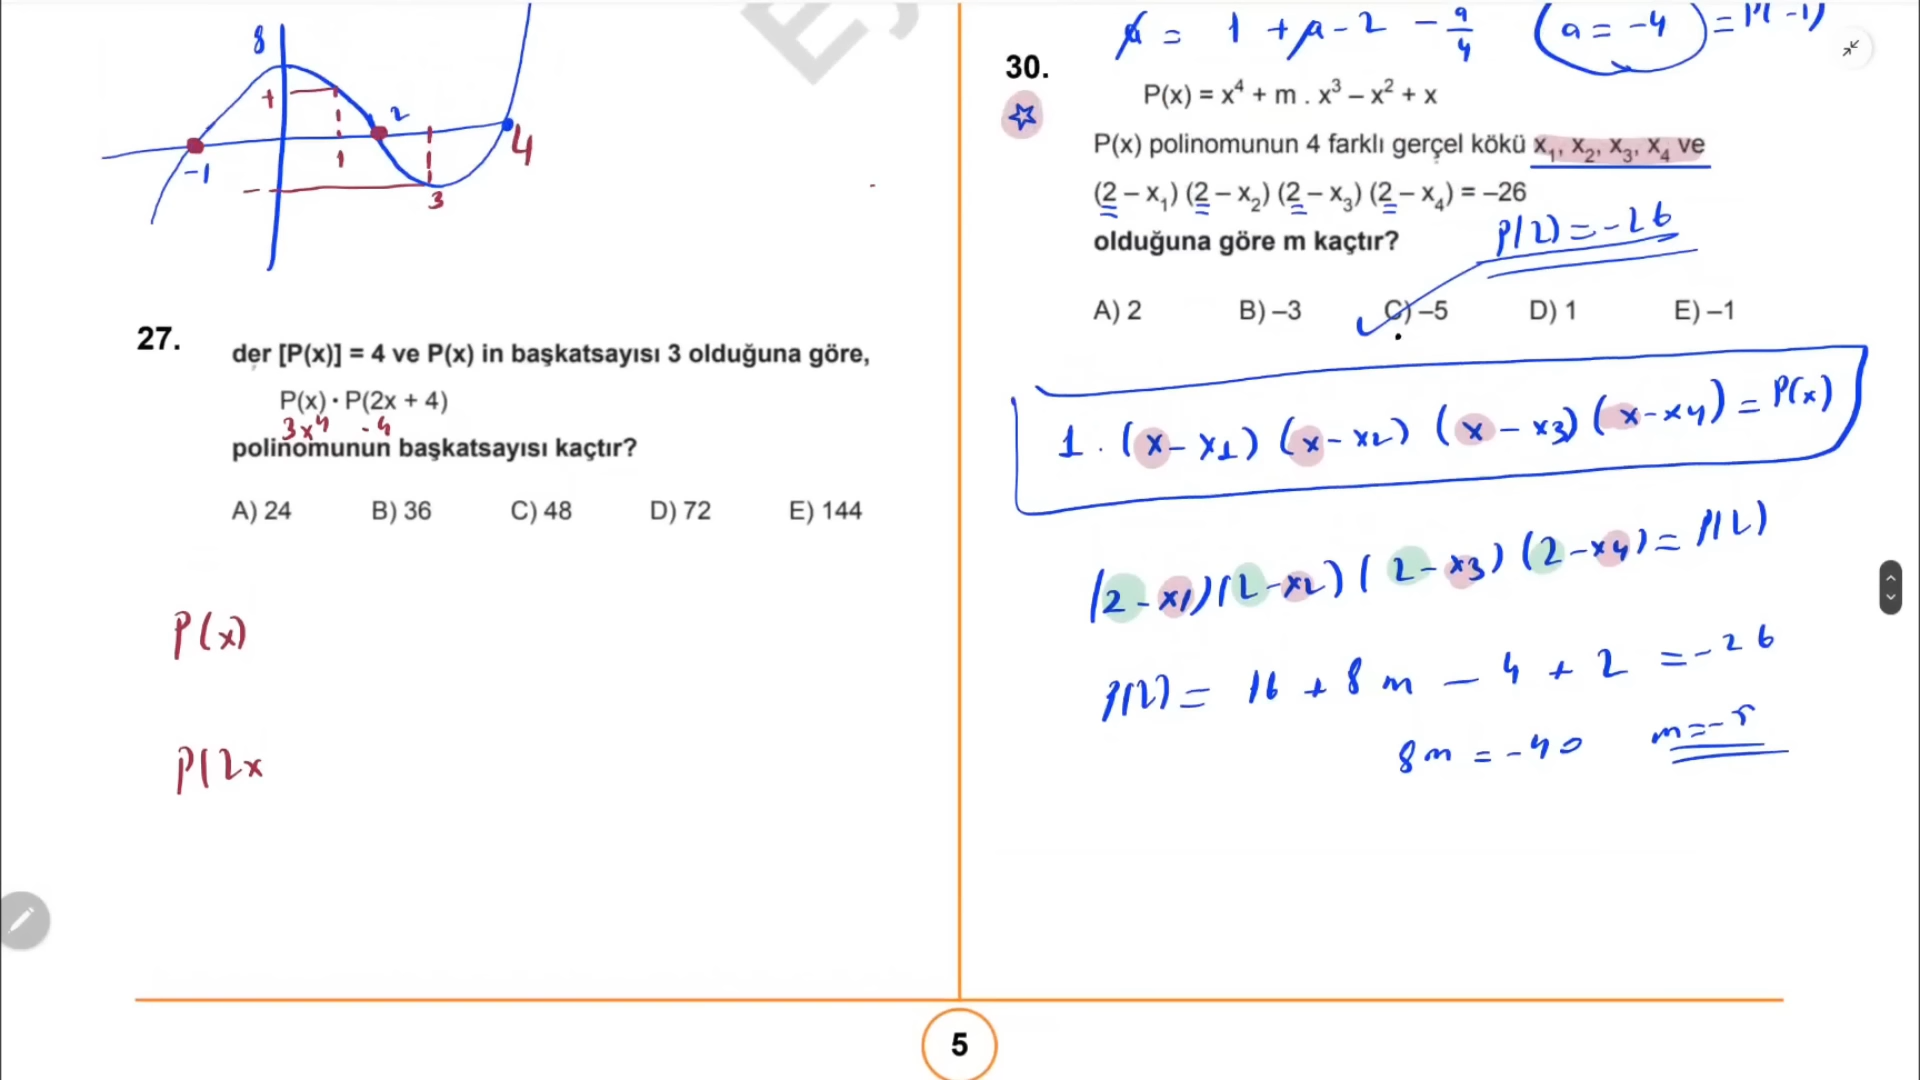 8
+
2
-1
1
4
3
27.
der [P(x)] = 4 ve P(x) in başkatsayısı 3 olduğuna göre,
P(x) · P(2x + 4)
3x⁴
polinomunun başkatsayısı kaçtır?
A) 24 B) 36 C) 48 D) 72 E) 144
P(x)
P(2x
a = 1 + a - 2 - a/4 (a = -4) = P(-1)
30.
P(x) = x⁴ + m . x³ – x² + x
P(x) polinomunun 4 farklı gerçel kökü x₁, x₂, x₃, x₄ ve
(2 – x₁) (2 – x₂) (2 – x₃) (2 – x₄) = –26
olduğuna göre m kaçtır?
P(2) = -26
A) 2 B) –3 C) –5 D) 1 E) –1
1 . (x - x1) (x - x2) (x - x3) (x - x4) = P(x)
(2 - x1)(2 - x2)(2 - x3)(2 - x4) = P(2)
P(2) = 16 + 8m - 4 + 2 = -26
8m = -40 m = -5
5